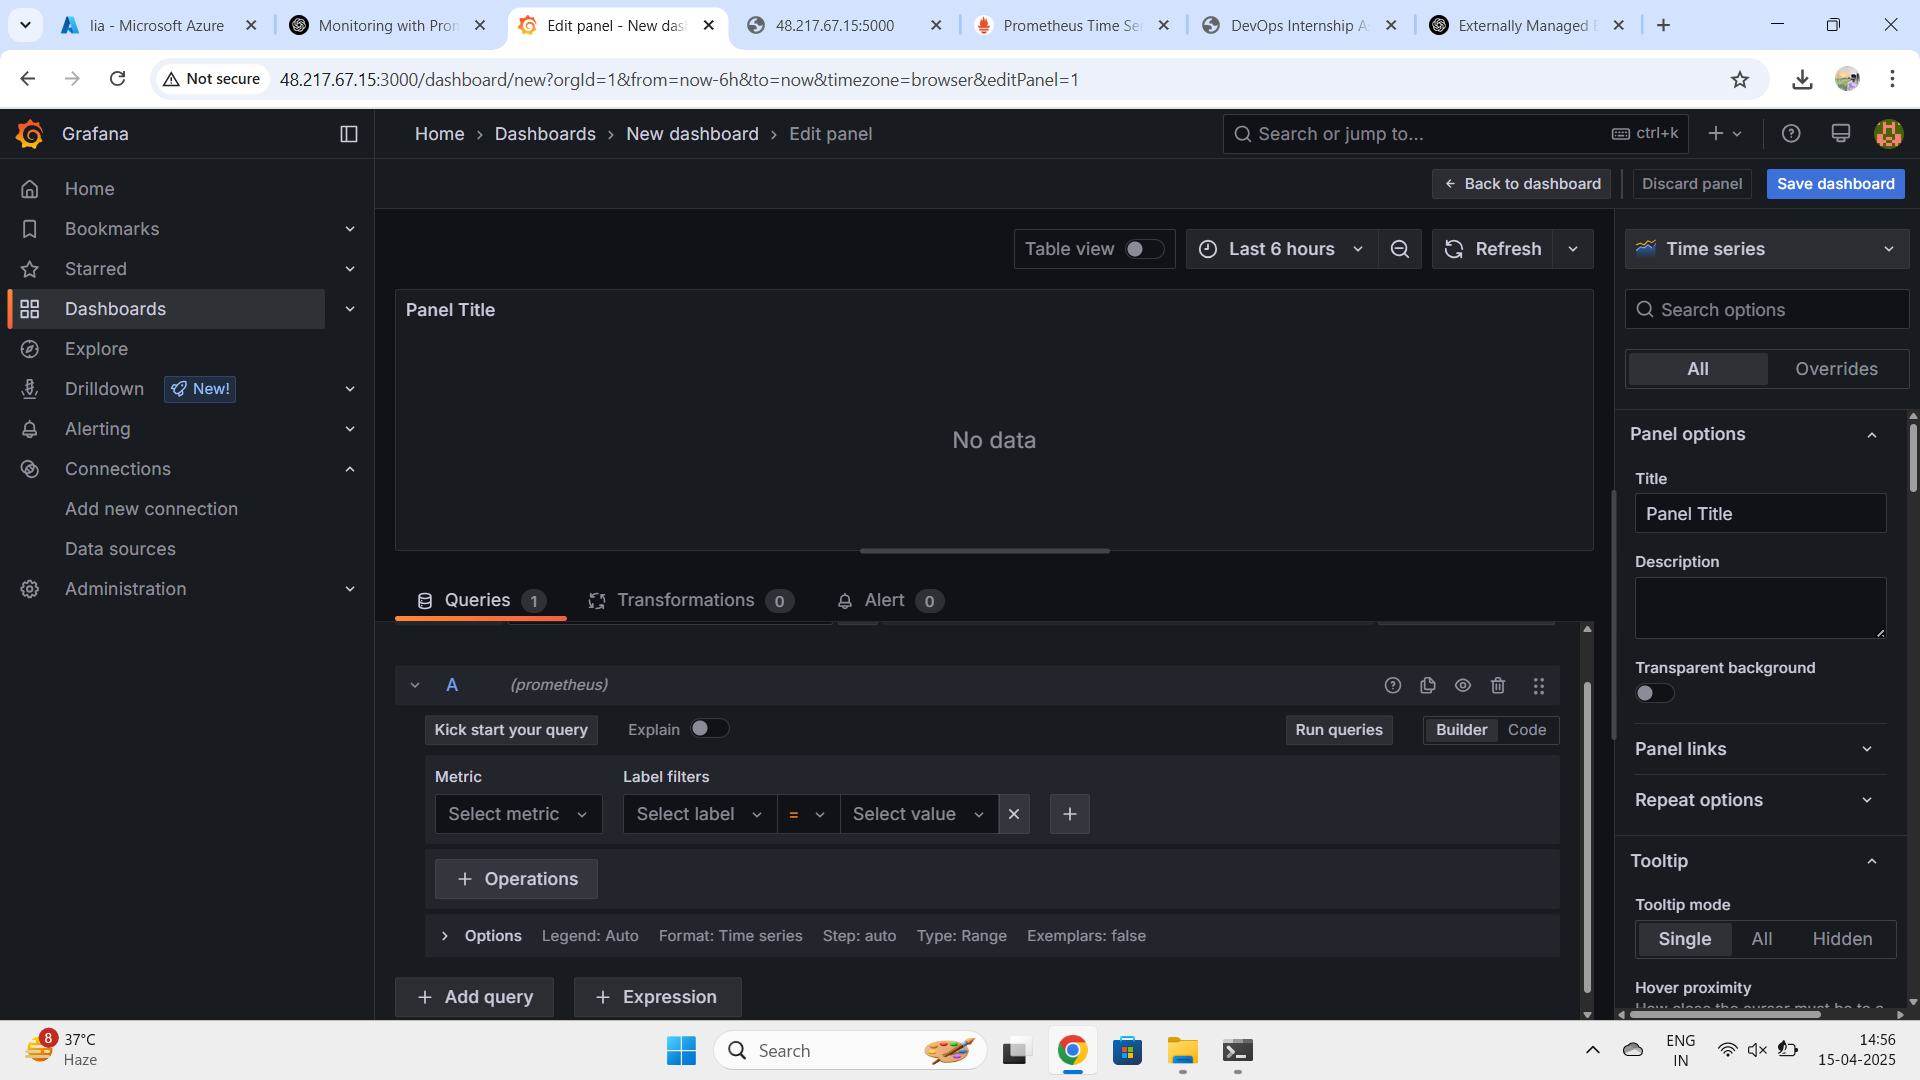 lia - Microsoft Azure
Monitoring with Pron
Edit panel - New das
48.217.67.15:5000
Prometheus Time Se
DevOps Internship A
Externally Managed
Not secure
48.217.67.15:3000/dashboard/new?orgId=1&from=now-6h&to=now&timezone=browser&editPanel=1
Grafana
Home › Dashboards › New dashboard › Edit panel
Search or jump to...
ctrl+k
Back to dashboard
Discard panel
Save dashboard
Home
Bookmarks
Starred
Dashboards
Explore
Drilldown
New!
Alerting
Connections
Add new connection
Data sources
Administration
Table view
Last 6 hours
Refresh
Panel Title
No data
Queries 1
Transformations 0
Alert 0
A (prometheus)
Kick start your query
Explain
Run queries
Builder
Code
Metric
Label filters
Select metric
Select label
=
Select value
+ Operations
Options Legend: Auto Format: Time series Step: auto Type: Range Exemplars: false
+ Add query
+ Expression
Time series
Search options
All
Overrides
Panel options
Title
Panel Title
Description
Transparent background
Panel links
Repeat options
Tooltip
Tooltip mode
Single
All
Hidden
Hover proximity
How close the cursor must be to a
8
37°C
Haze
Search
ENG
IN
14:56
15-04-2025